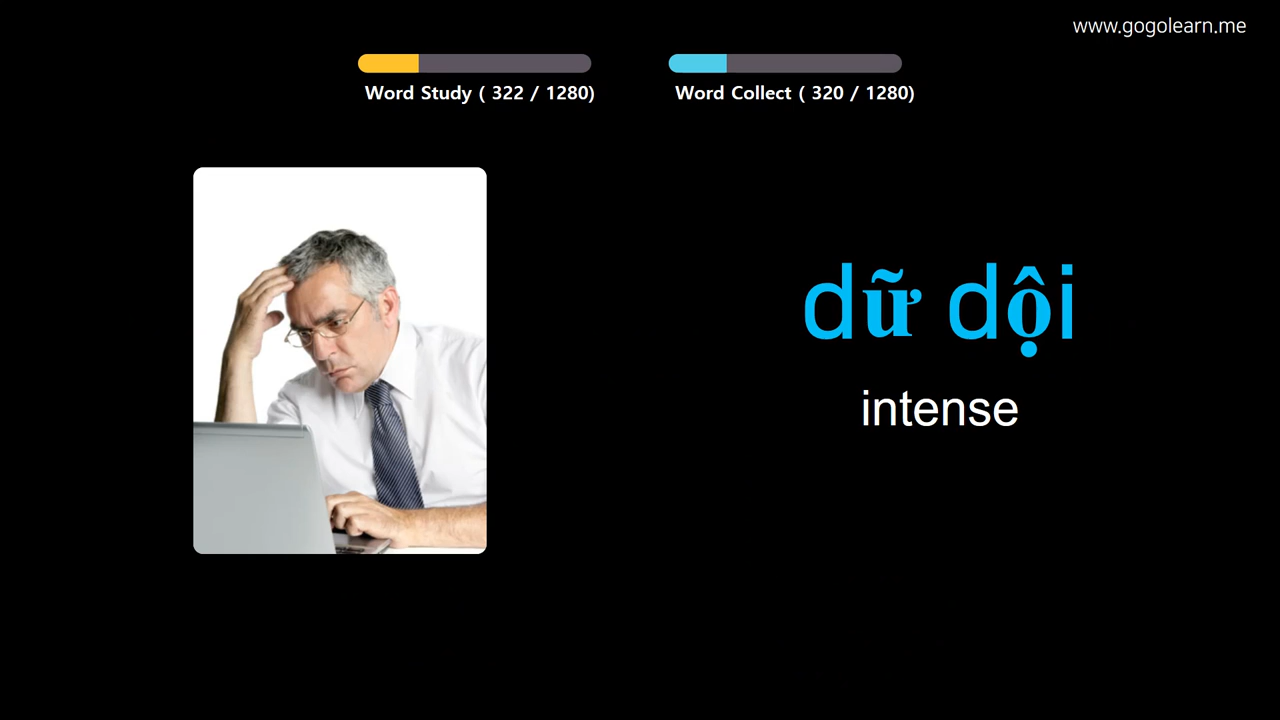 www.gogolearn.me
Word Study ( 322 / 1280)
Word Collect ( 320 / 1280)
dữ dội
intense